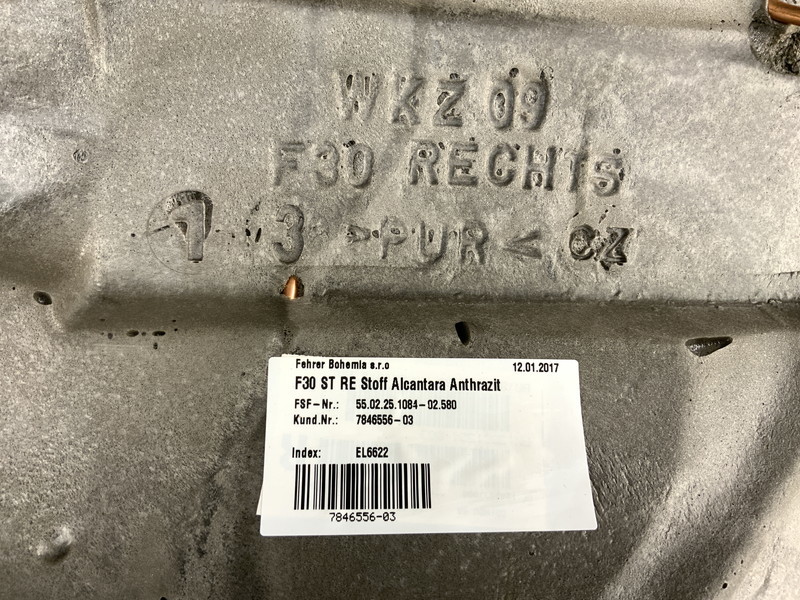 WKZ 09
F30 RECHTS
1 3 >PUR< CZ
Fehrer Bohemia s.r.o 12.01.2017
F30 ST RE Stoff Alcantara Anthrazit
FSF-Nr.: 55.02.25.1084-02.580
Kund.Nr.: 7846556-03
Index: EL6622
7846556-03